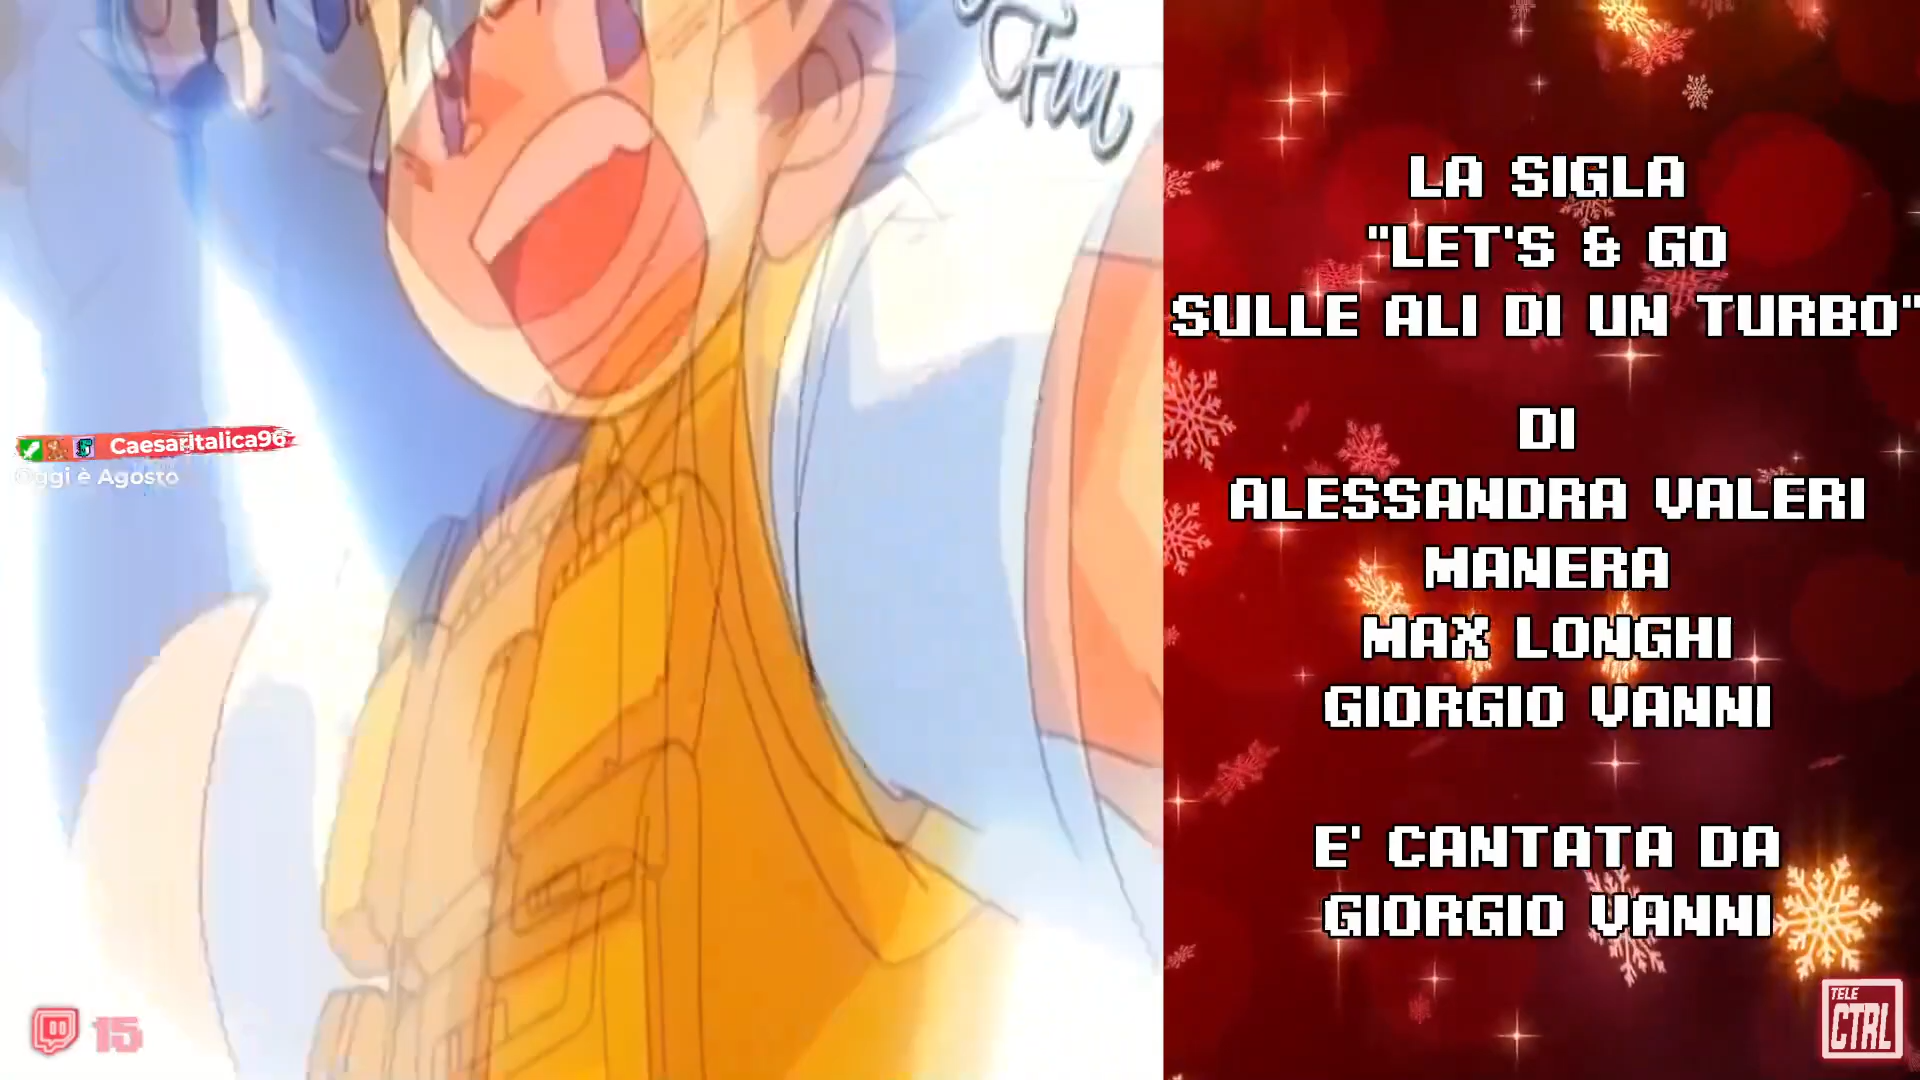 Fun
LA SIGLA
"LET'S & GO
SULLE ALI DI UN TURBO"
DI
ALESSANDRA VALERI
MANERA
MAX LONGHI
GIORGIO VANNI
E' CANTATA DA
GIORGIO VANNI
CaesarItalica96
Oggi è Agosto
15
TELE
CTRL